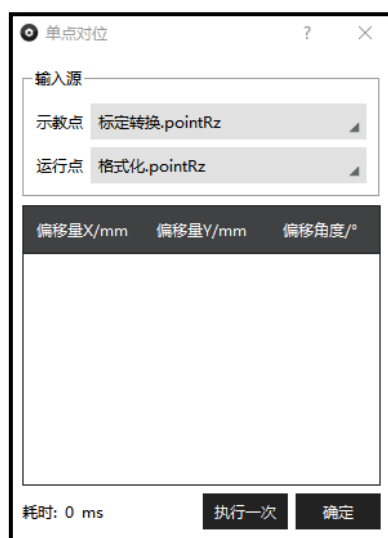 单点对位 ?
输入源
示教点 标定转换.pointRz
运行点 格式化.pointRz
偏移量X/mm 偏移量Y/mm 偏移角度/°
耗时: 0 ms 执行一次 确定